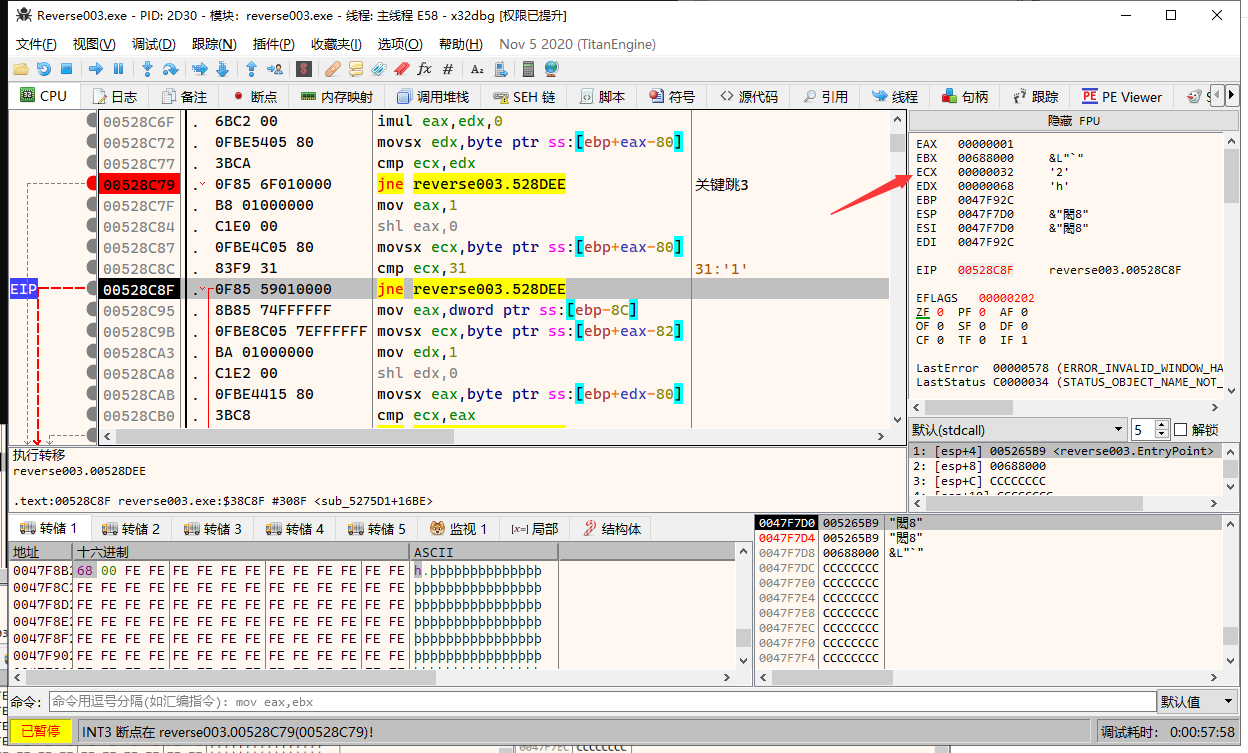 Reverse003.exe - PID: 2D30 - 模块：reverse003.exe - 线程: 主线程 E58 - x32dbg [权限已提升]
文件(F) 视图(V) 调试(D) 跟踪(N) 插件(P) 收藏夹(I) 选项(O) 帮助(H) Nov 5 2020 (TitanEngine)
CPU 日志 备注 断点 内存映射 调用堆栈 SEH 链 脚本 符号 源代码 引用 线程 句柄 跟踪 PE Viewer
00528C6F . 6BC2 00 imul eax,edx,0
00528C72 . 0FBE5405 80 movsx edx,byte ptr ss:[ebp+eax-80]
00528C77 . 3BCA cmp ecx,edx
00528C79 . 0F85 6F010000 jne reverse003.528DEE 关键跳3
00528C7F . B8 01000000 mov eax,1
00528C84 . C1E0 00 shl eax,0
00528C87 . 0FBE4C05 80 movsx ecx,byte ptr ss:[ebp+eax-80]
00528C8C . 83F9 31 cmp ecx,31 31:'1'
EIP 00528C8F . 0F85 59010000 jne reverse003.528DEE
00528C95 . 8B85 74FFFFFF mov eax,dword ptr ss:[ebp-8C]
00528C9B . 0FBE8C05 7EFFFFFF movsx ecx,byte ptr ss:[ebp+eax-82]
00528CA3 . BA 01000000 mov edx,1
00528CA8 . C1E2 00 shl edx,0
00528CAB . 0FBE4415 80 movsx eax,byte ptr ss:[ebp+edx-80]
00528CB0 . 3BC8 cmp ecx,eax
隐藏 FPU
EAX 00000001
EBX 00688000 &L"`"
ECX 00000032 '2'
EDX 00000068 'h'
EBP 0047F92C
ESP 0047F7D0 &"閹8"
ESI 0047F7D0 &"閹8"
EDI 0047F92C
EIP 00528C8F reverse003.00528C8F
EFLAGS 00000202
ZF 0 PF 0 AF 0
OF 0 SF 0 DF 0
CF 0 TF 0 IF 1
LastError 00000578 (ERROR_INVALID_WINDOW_HA
LastStatus C0000034 (STATUS_OBJECT_NAME_NOT_
默认(stdcall) 5 解锁
1: [esp+4] 005265B9 <reverse003.EntryPoint>
2: [esp+8] 00688000
3: [esp+C] CCCCCCCC
执行转移
reverse003.00528DEE
.text:00528C8F reverse003.exe:$38C8F #308F <sub_5275D1+16BE>
转储 1 转储 2 转储 3 转储 4 转储 5 监视 1 [x=] 局部 结构体
地址 十六进制 ASCII
0047F8B2 68 00 FE FE FE FE FE FE FE FE FE FE FE FE FE FE h.þþþþþþþþþþþþþþ
0047F8C2 FE FE FE FE FE FE FE FE FE FE FE FE FE FE FE FE þþþþþþþþþþþþþþþþ
0047F8D2 FE FE FE FE FE FE FE FE FE FE FE FE FE FE FE FE þþþþþþþþþþþþþþþþ
0047F8E2 FE FE FE FE FE FE FE FE FE FE FE FE FE FE FE FE þþþþþþþþþþþþþþþþ
0047F8F2 FE FE FE FE FE FE FE FE FE FE FE FE FE FE FE FE þþþþþþþþþþþþþþþþ
0047F902 FE FE FE FE FE FE FE FE FE FE FE FE FE FE FE FE þþþþþþþþþþþþþþþþ
0047F7D0 005265B9 "閹8"
0047F7D4 005265B9 "閹8"
0047F7D8 00688000 &L"`"
0047F7DC CCCCCCCC
0047F7E0 CCCCCCCC
0047F7E4 CCCCCCCC
0047F7E8 CCCCCCCC
0047F7EC CCCCCCCC
0047F7F0 CCCCCCCC
0047F7F4 CCCCCCCC
命令: 命令用逗号分隔(如汇编指令): mov eax,ebx 默认值
已暂停 INT3 断点在 reverse003.00528C79(00528C79)! 调试耗时: 0:00:57:58